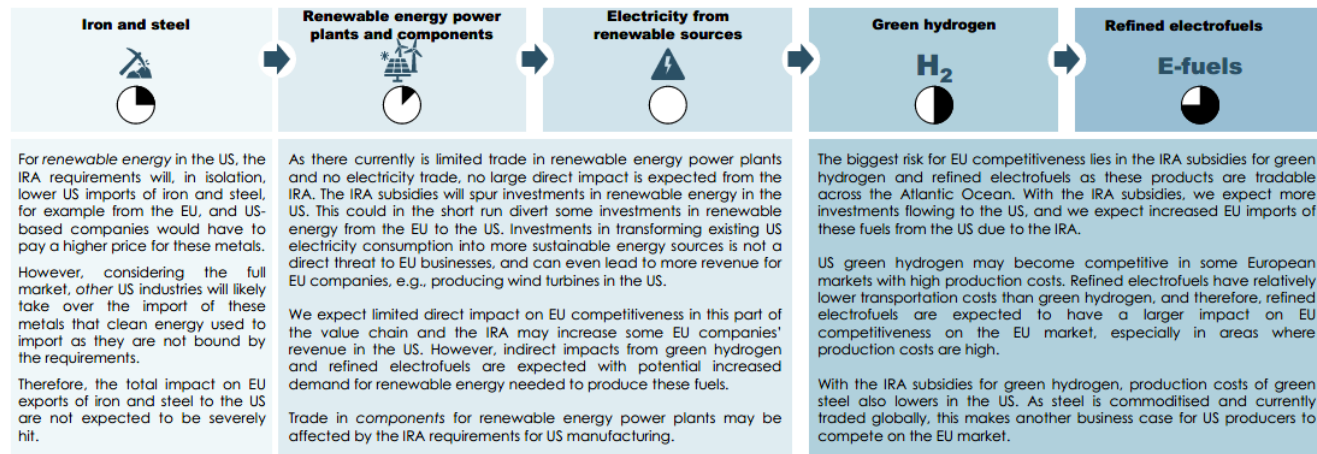 Iron and steel
Renewable energy power
plants and components
Electricity from
renewable sources
Green hydrogen
H2
Refined electrofuels
E-fuels
For renewable energy in the US, the
IRA requirements will, in isolation,
lower US imports of iron and steel,
for example from the EU, and US-
based companies would have to
pay a higher price for these metals.
However, considering the full
market, other US industries will likely
take over the import of these
metals that clean energy used to
import as they are not bound by
the requirements.
Therefore, the total impact on EU
exports of iron and steel to the US
are not expected to be severely
hit.
As there currently is limited trade in renewable energy power plants
and no electricity trade, no large direct impact is expected from the
IRA. The IRA subsidies will spur investments in renewable energy in the
US. This could in the short run divert some investments in renewable
energy from the EU to the US. Investments in transforming existing US
electricity consumption into more sustainable energy sources is not a
direct threat to EU businesses, and can even lead to more revenue for
EU companies, e.g., producing wind turbines in the US.
We expect limited direct impact on EU competitiveness in this part of
the value chain and the IRA may increase some EU companies'
revenue in the US. However, indirect impacts from green hydrogen
and refined electrofuels are expected with potential increased
demand for renewable energy needed to produce these fuels.
Trade in components for renewable energy power plants may be
affected by the IRA requirements for US manufacturing.
The biggest risk for EU competitiveness lies in the IRA subsidies for green
hydrogen and refined electrofuels as these products are tradable
across the Atlantic Ocean. With the IRA subsidies, we expect more
investments flowing to the US, and we expect increased EU imports of
these fuels from the US due to the IRA.
US green hydrogen may become competitive in some European
markets with high production costs. Refined electrofuels have relatively
lower transportation costs than green hydrogen, and therefore, refined
electrofuels are expected to have a larger impact on EU
competitiveness on the EU market, especially in areas where
production costs are high.
With the IRA subsidies for green hydrogen, production costs of green
steel also lowers in the US. As steel is commoditised and currently
traded globally, this makes another business case for US producers to
compete on the EU market.